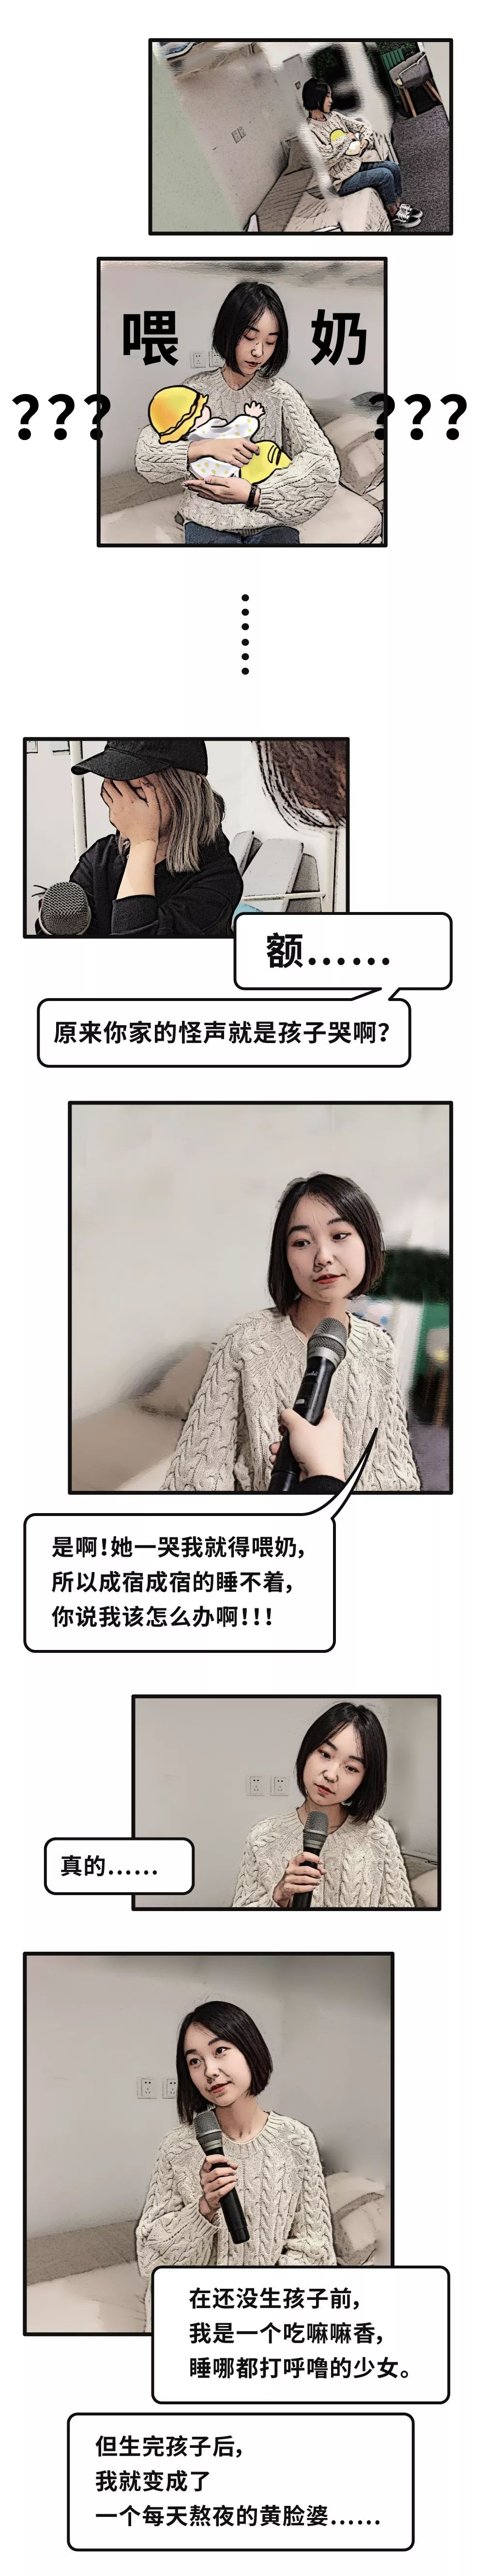 喂 奶
??? ???
额……
原来你家的怪声就是孩子哭啊?
是啊!她一哭我就得喂奶,
所以成宿成宿的睡不着,
你说我该怎么办啊!!!
真的……
在还没生孩子前,
我是一个吃嘛嘛香,
睡哪都打呼噜的少女。
但生完孩子后,
我就变成了
一个每天熬夜的黄脸婆……